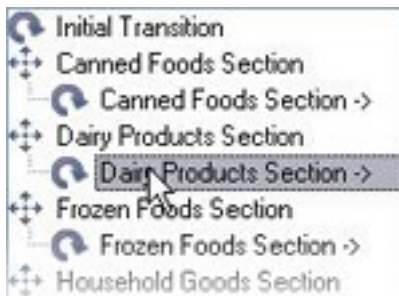 Initial Transition
Canned Foods Section
Canned Foods Section ->
Dairy Products Section
Dairy Products Section ->
Frozen Foods Section
Frozen Foods Section ->
Household Goods Section